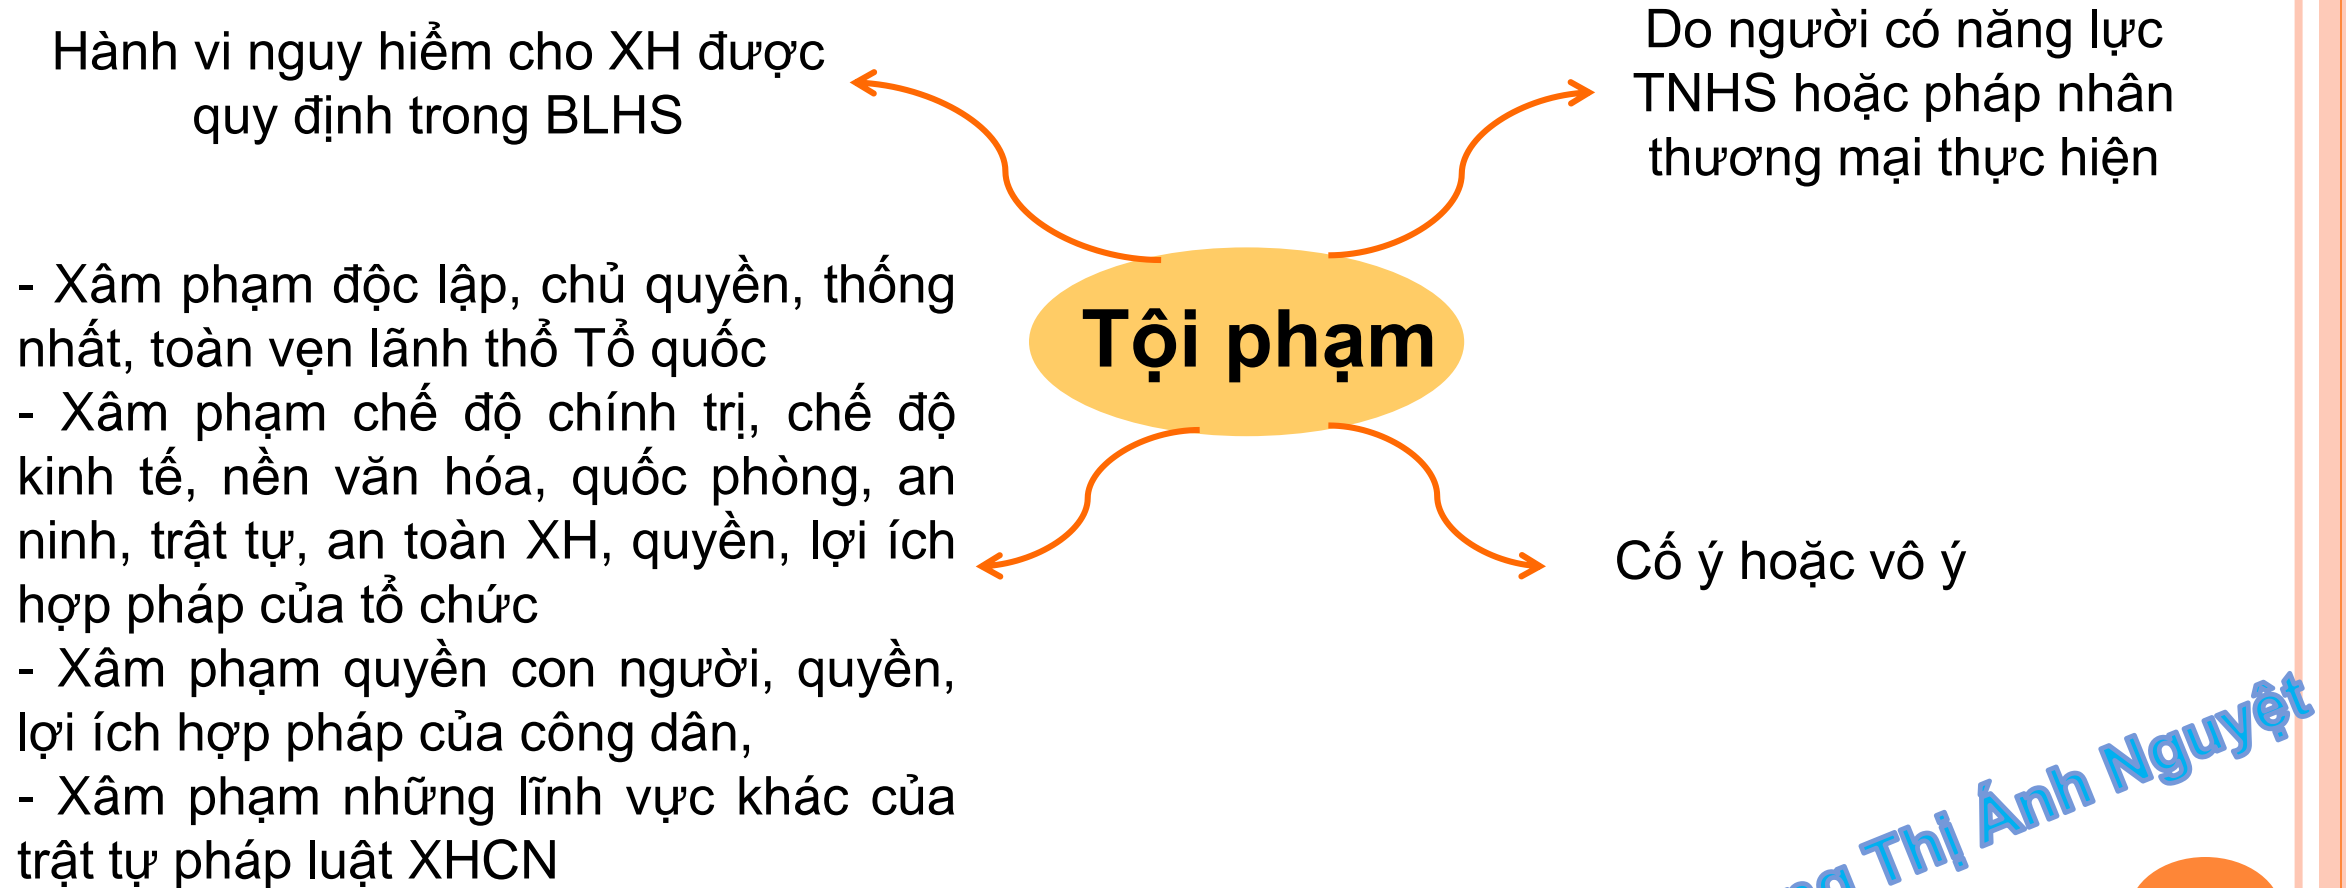 Hành vi nguy hiểm cho XH được
quy định trong BLHS
Do người có năng lực
TNHS hoặc pháp nhân
thương mại thực hiện
Tội phạm
- Xâm phạm độc lập, chủ quyền, thống
nhất, toàn vẹn lãnh thổ Tổ quốc
- Xâm phạm chế độ chính trị, chế độ
kinh tế, nền văn hóa, quốc phòng, an
ninh, trật tự, an toàn XH, quyền, lợi ích
hợp pháp của tổ chức
- Xâm phạm quyền con người, quyền,
lợi ích hợp pháp của công dân,
- Xâm phạm những lĩnh vực khác của
trật tự pháp luật XHCN
Cố ý hoặc vô ý
Thị Ánh Nguyệt